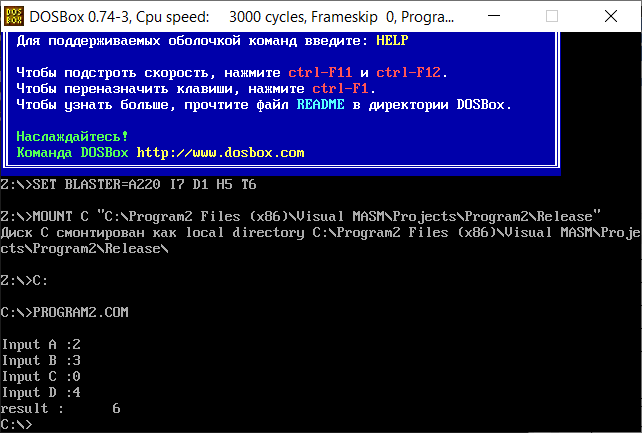 DOSBox 0.74-3, Cpu speed: 3000 cycles, Frameskip 0, Progra...
Для поддерживаемых оболочкой команд введите: HELP
Чтобы подстроть скорость, нажмите ctrl-F11 и ctrl-F12.
Чтобы переназначить клавиши, нажмите ctrl-F1.
Чтобы узнать больше, прочтите файл README в директории DOSBox.
Наслаждайтесь!
Команда DOSBox http://www.dosbox.com
Z:\>SET BLASTER=A220 I7 D1 H5 T6
Z:\>MOUNT C "C:\Program2 Files (x86)\Visual MASM\Projects\Program2\Release"
Диск C смонтирован как local directory C:\Program2 Files (x86)\Visual MASM\Proje
cts\Program2\Release\
Z:\>C:
C:\>PROGRAM2.COM
Input A :2
Input B :3
Input C :0
Input D :4
result : 6
C:\>